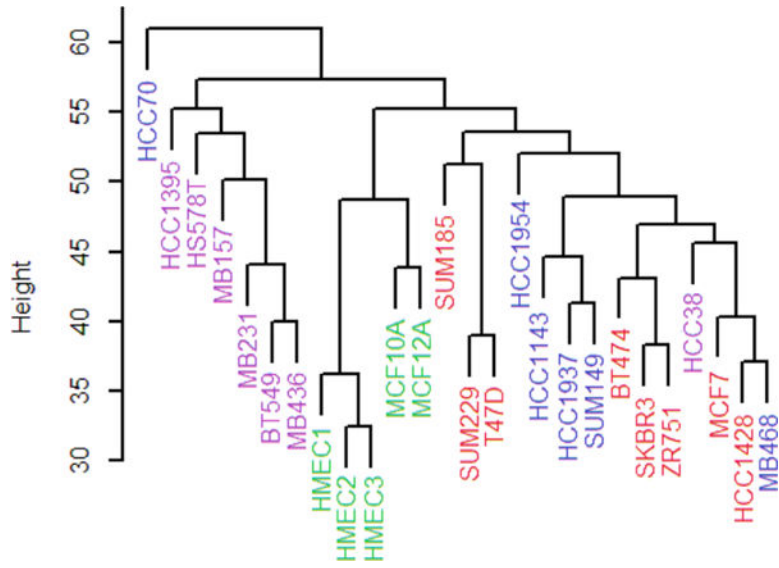 Height
60
55
50
45
40
35
30
HCC70
HCC1395
HS578T
MB157
MB231
BT549
MB436
HMEC1
HMEC2
HMEC3
MCF10A
MCF12A
SUM185
SUM229
T47D
HCC1954
HCC1143
HCC1937
SUM149
BT474
SKBR3
ZR751
HCC38
MCF7
HCC1428
MB468